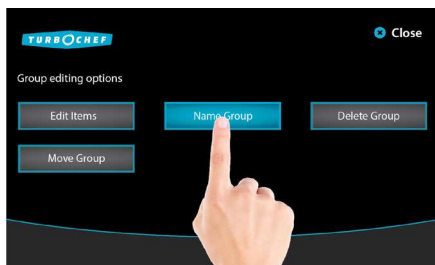 TURBOCHEF
Close
Group editing options
Edit Items
Name Group
Delete Group
Move Group